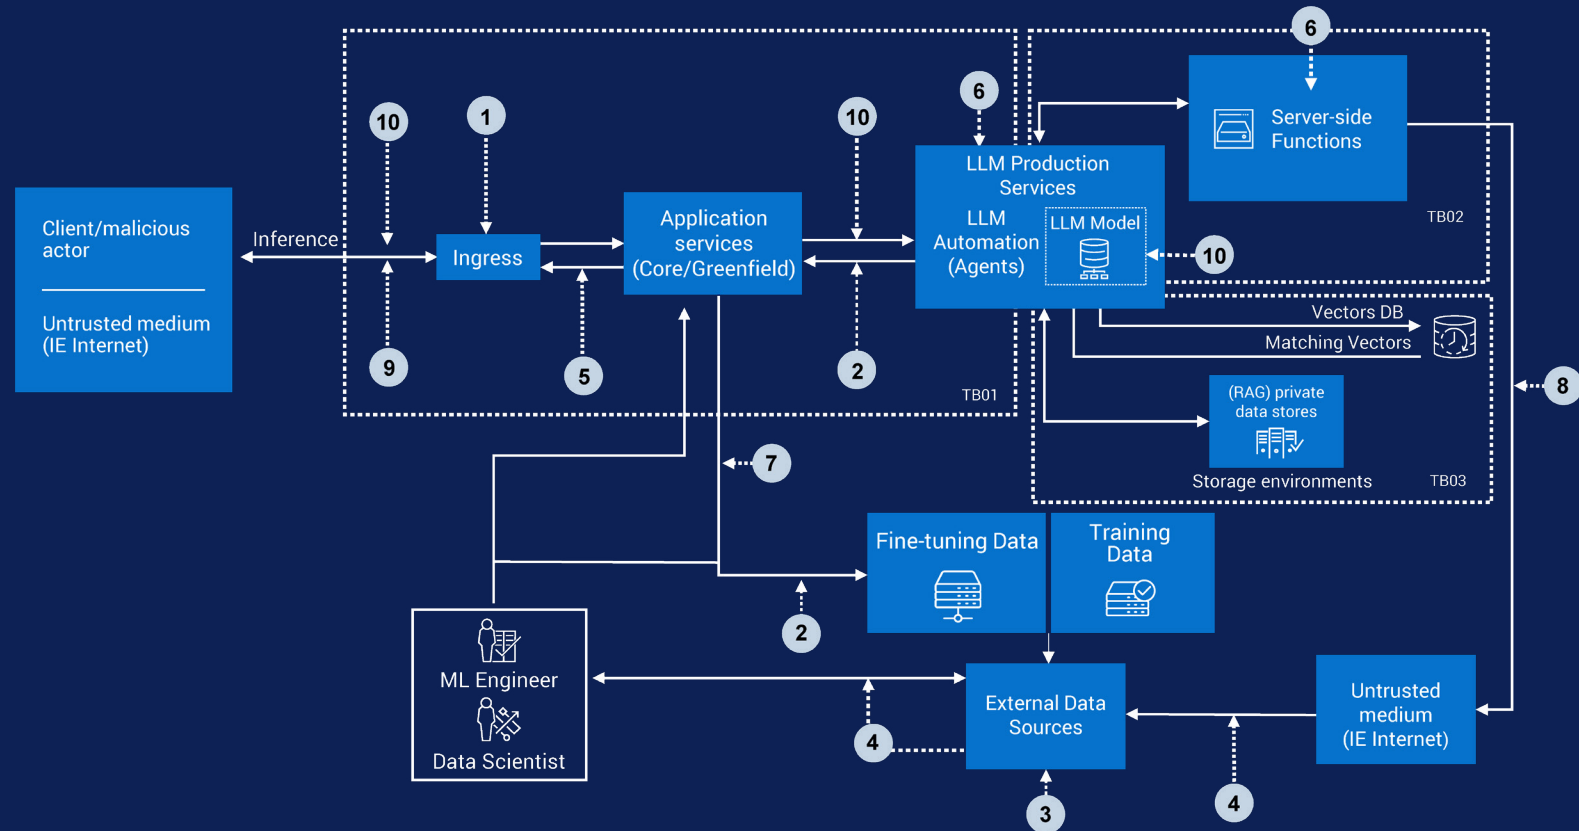 6
10
1
6
10
Client/malicious
actor
Untrusted medium
(IE Internet)
Inference
Ingress
Application
services
(Core/Greenfield)
LLM Production
Services
LLM
Automation
(Agents)
LLM Model
10
Server-side
Functions
TB02
9
5
2
TB01
Vectors DB
Matching Vectors
(RAG) private
data stores
Storage environments
TB03
8
7
Fine-tuning Data
Training
Data
2
ML Engineer
Data Scientist
4
External Data
Sources
3
4
Untrusted
medium
(IE Internet)